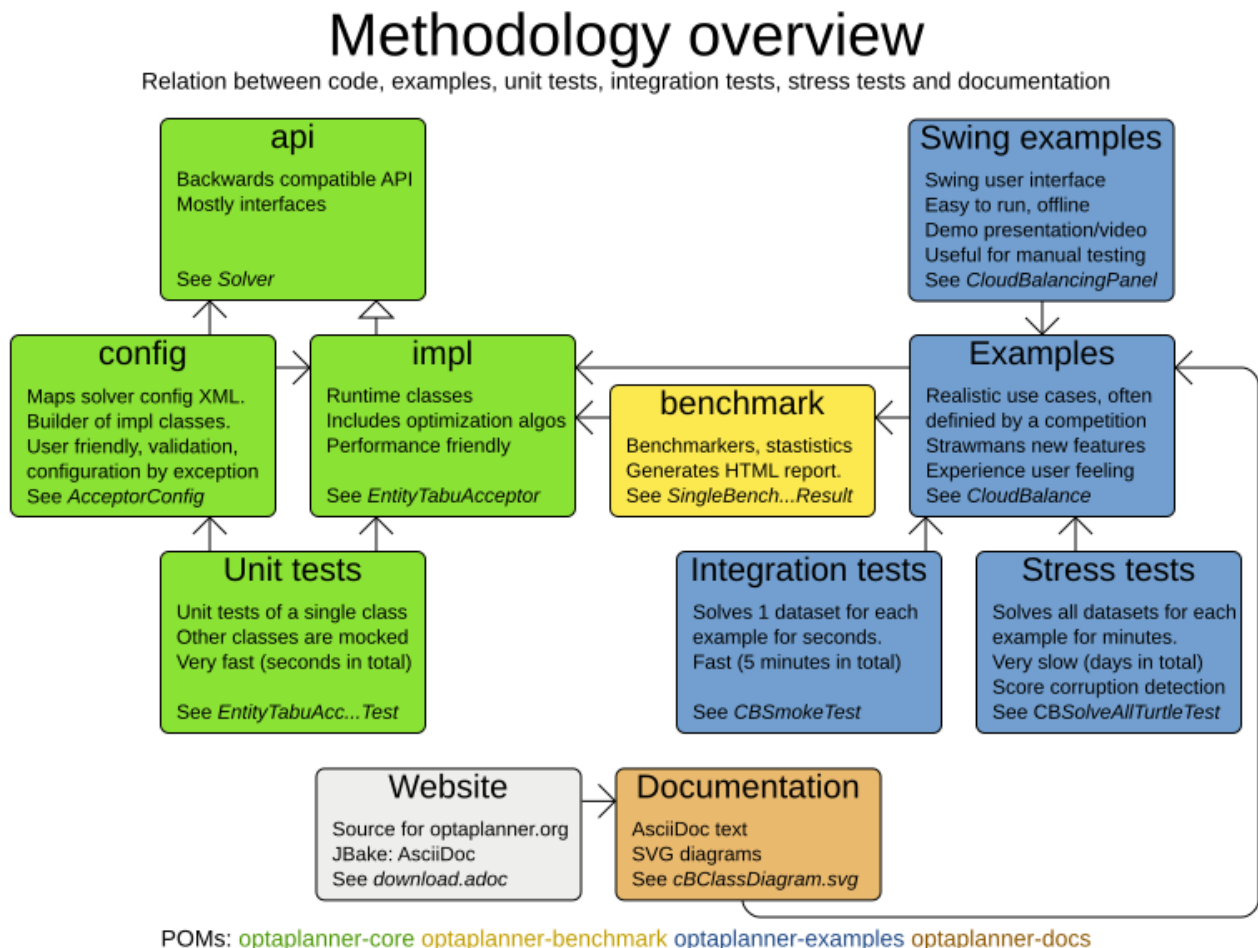 Methodology overview
Relation between code, examples, unit tests, integration tests, stress tests and documentation
api
Backwards compatible API
Mostly interfaces
See Solver
Swing examples
Swing user interface
Easy to run, offline
Demo presentation/video
Useful for manual testing
See CloudBalancingPanel
config
Maps solver config XML.
Builder of impl classes.
User friendly, validation,
configuration by exception
See AcceptorConfig
impl
Runtime classes
Includes optimization algos
Performance friendly
See EntityTabuAcceptor
benchmark
Benchmarkers, stastistics
Generates HTML report.
See SingleBench...Result
Examples
Realistic use cases, often
definied by a competition
Strawmans new features
Experience user feeling
See CloudBalance
Unit tests
Unit tests of a single class
Other classes are mocked
Very fast (seconds in total)
See EntityTabuAcc...Test
Integration tests
Solves 1 dataset for each
example for seconds.
Fast (5 minutes in total)
See CBSmokeTest
Stress tests
Solves all datasets for each
example for minutes.
Very slow (days in total)
Score corruption detection
See CBSolveAllTurtleTest
Website
Source for optaplanner.org
JBake: AsciiDoc
See download.adoc
Documentation
AsciiDoc text
SVG diagrams
See cBClassDiagram.svg
POMs: optaplanner-core optaplanner-benchmark optaplanner-examples optaplanner-docs